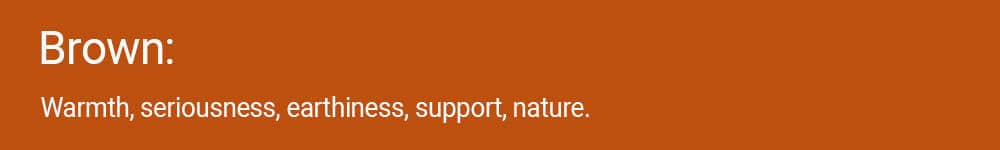 Brown:
Warmth, seriousness, earthiness, support, nature.